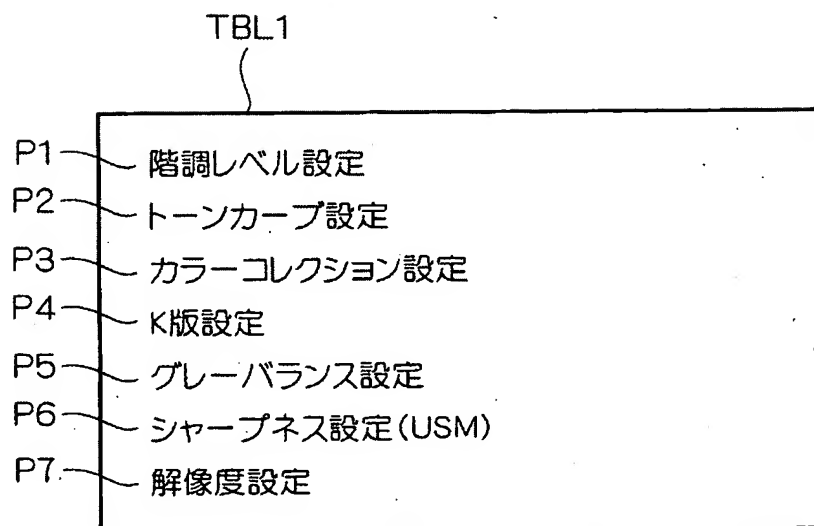 TBL1
P1 階調レベル設定
P2 トーンカーブ設定
P3 カラーコレクション設定
P4 K版設定
P5 グレーバランス設定
P6 シャープネス設定(USM)
P7 解像度設定